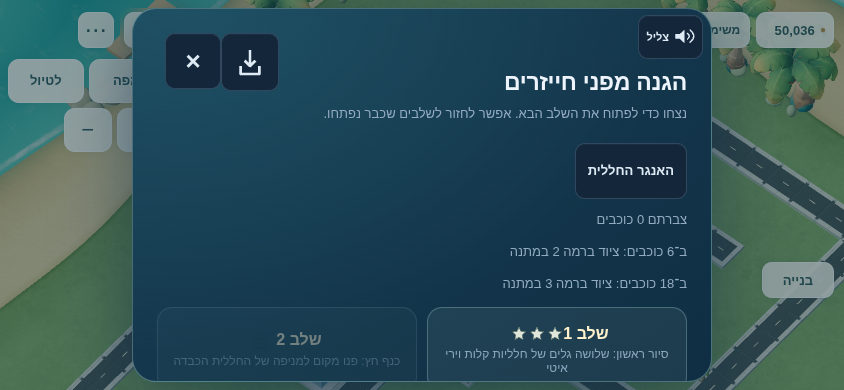 50,036
משימ
צליל
לטיול
מפה
הגנה מפני חייזרים
נצחו כדי לפתוח את השלב הבא. אפשר לחזור לשלבים שכבר נפתחו.
האנגר החללית
צברתם 0 כוכבים
ב־6 כוכבים: ציוד ברמה 2 במתנה
ב־18 כוכבים: ציוד ברמה 3 במתנה
בנייה
שלב 1★★★
סיור ראשון: שלושה גלים של חלליות קלות וירי
איטי
שלב 2
כנף חץ: פנו מקום למניפה של החללית הכבדה